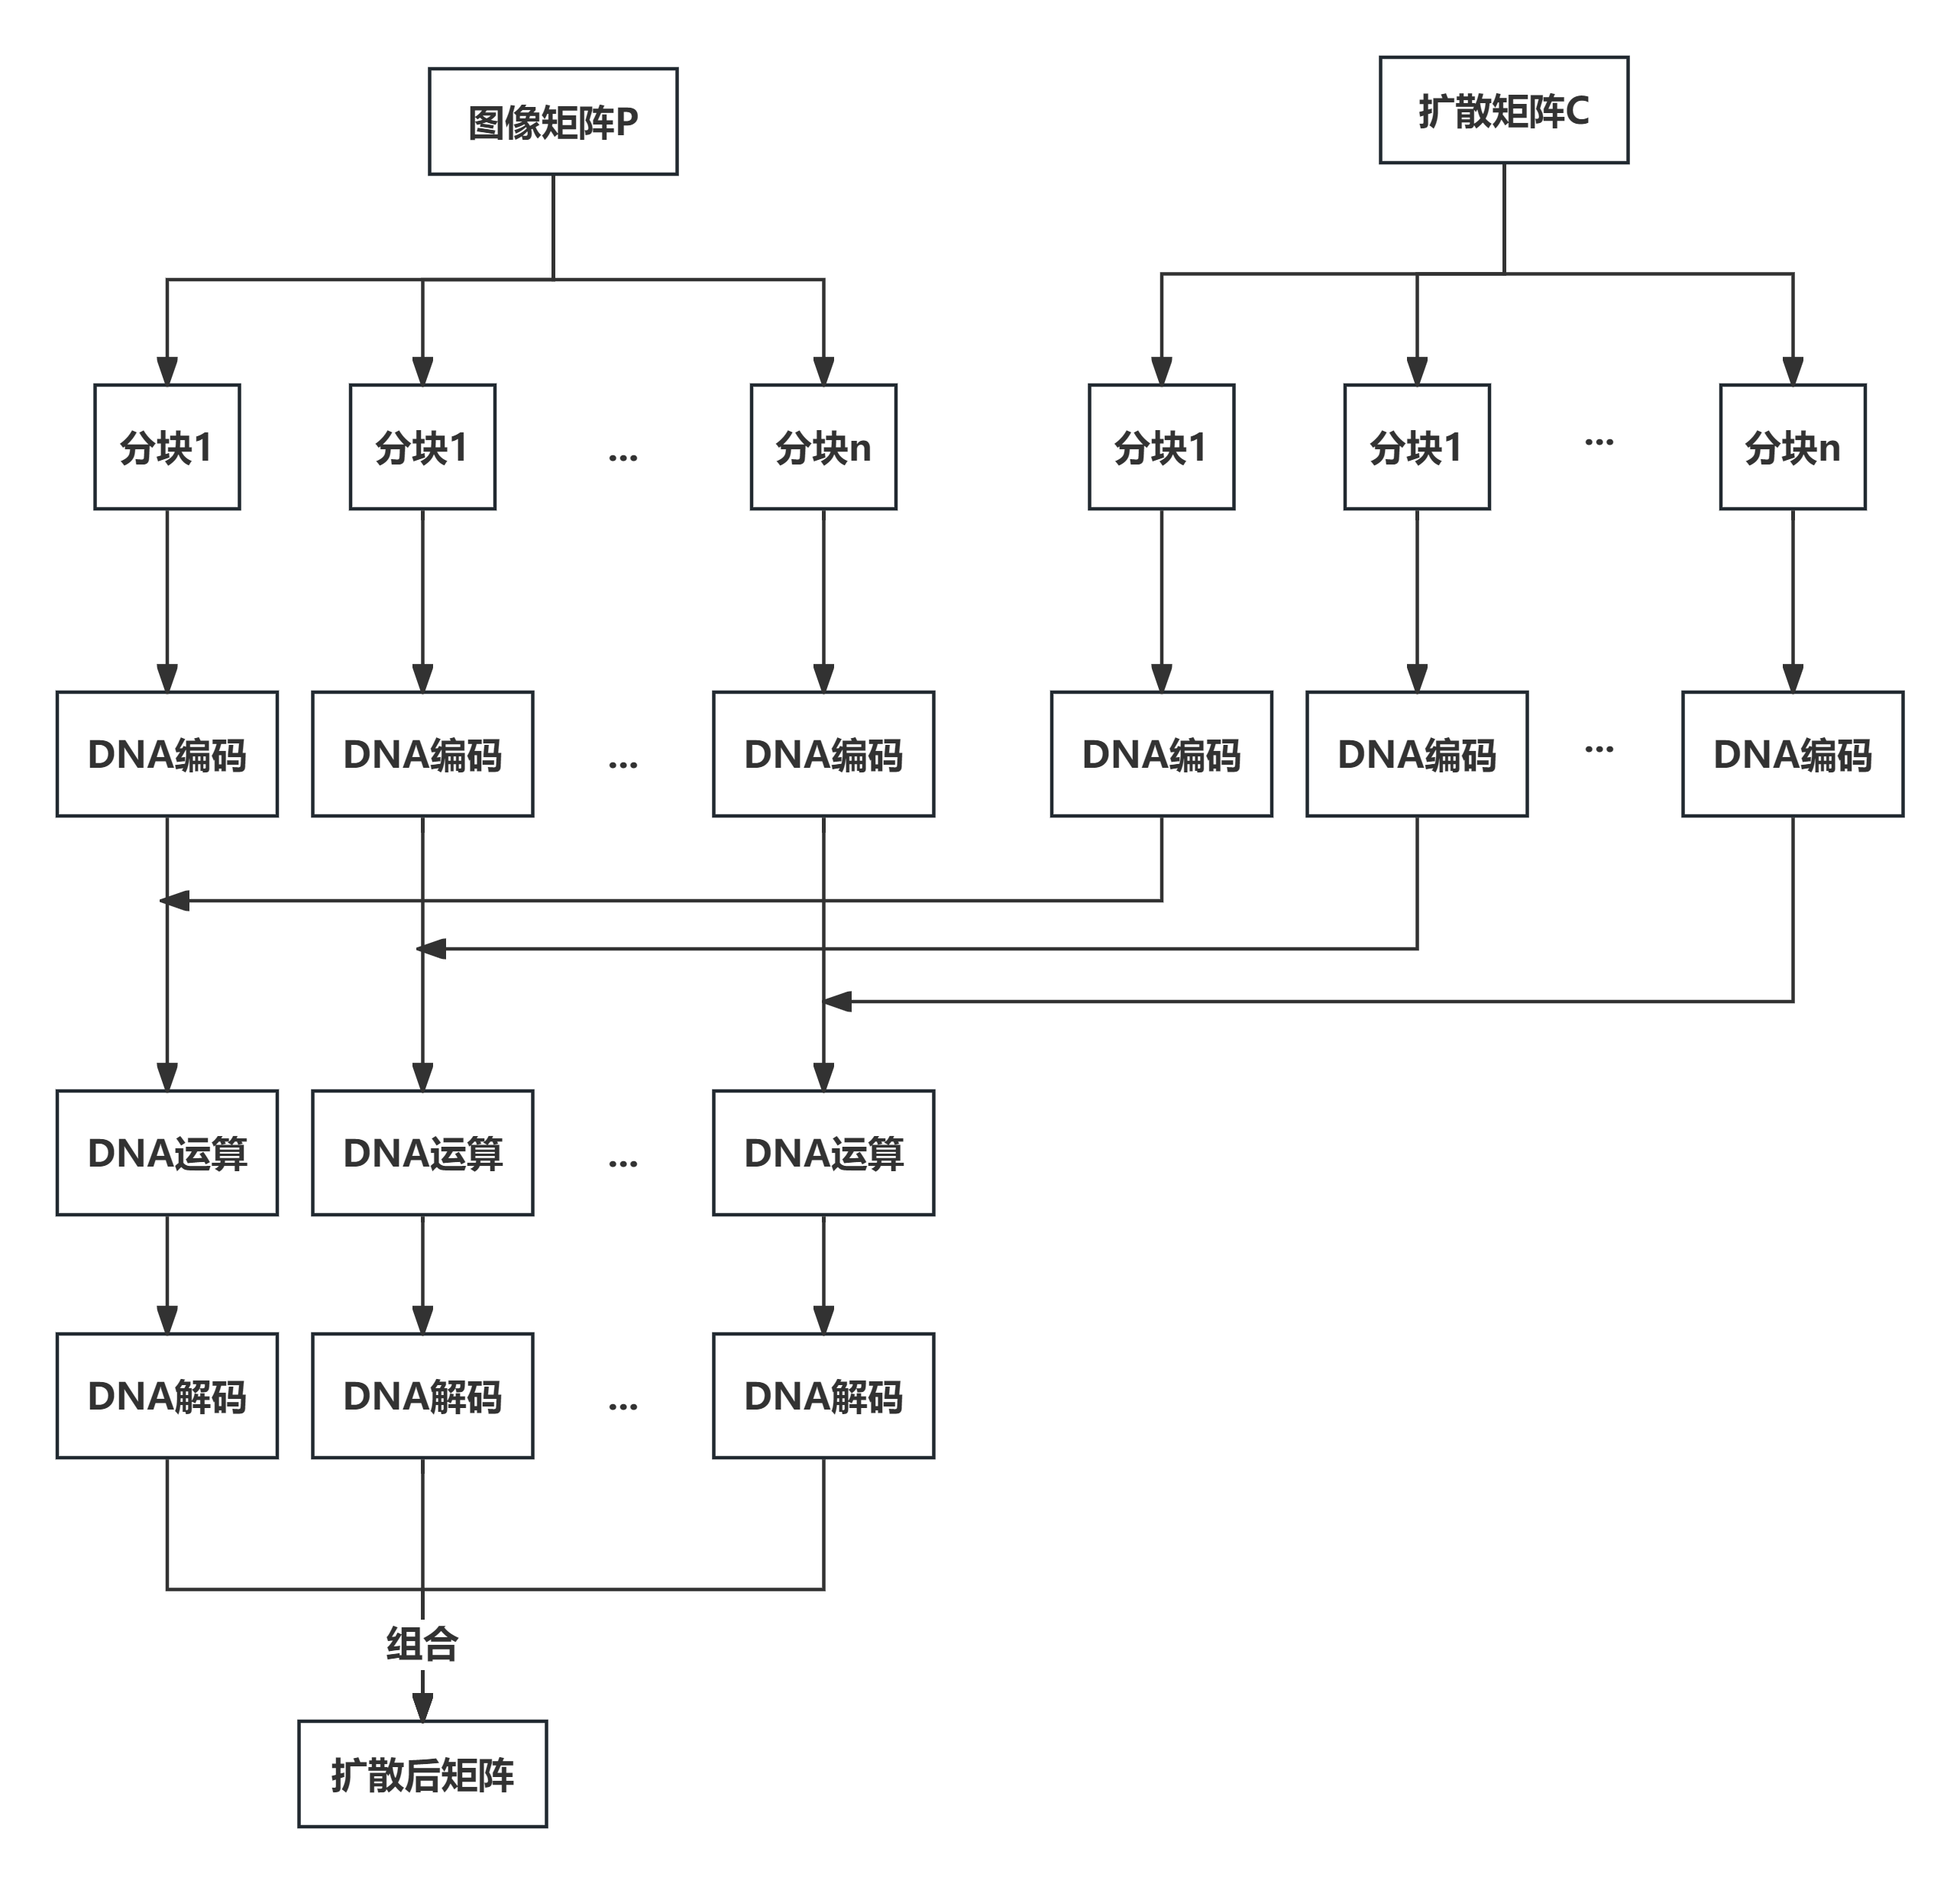 图像矩阵P
扩散矩阵C
分块1
分块1
...
分块n
分块1
分块1
...
分块n
DNA编码
DNA编码
...
DNA编码
DNA编码
DNA编码
...
DNA编码
DNA运算
DNA运算
...
DNA运算
DNA解码
DNA解码
...
DNA解码
组合
扩散后矩阵